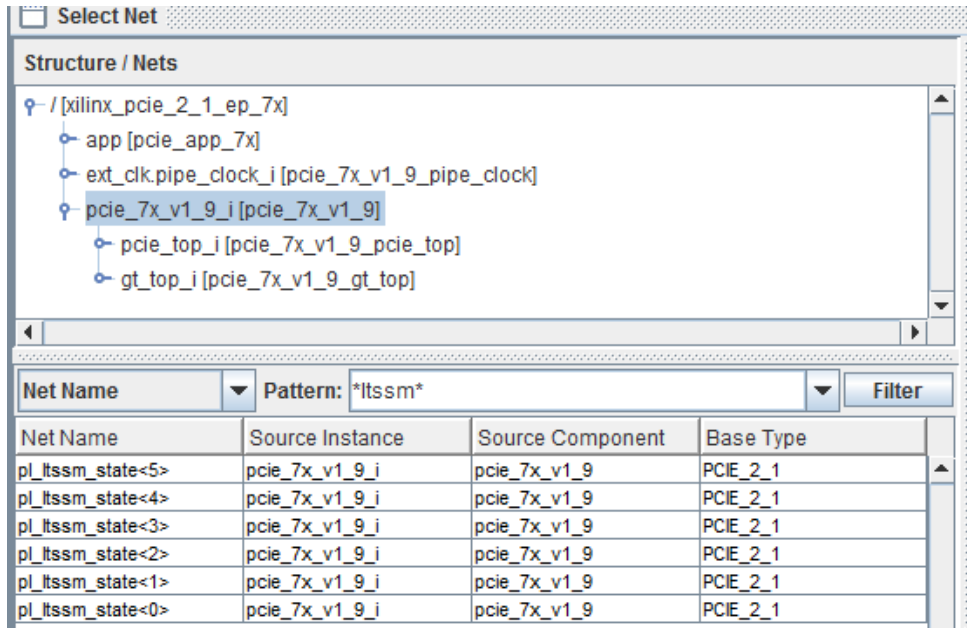 Select Net
Structure / Nets
/ [xilinx_pcie_2_1_ep_7x]
app [pcie_app_7x]
ext_clk.pipe_clock_i [pcie_7x_v1_9_pipe_clock]
pcie_7x_v1_9_i [pcie_7x_v1_9]
pcie_top_i [pcie_7x_v1_9_pcie_top]
gt_top_i [pcie_7x_v1_9_gt_top]
Net Name Pattern: *ltssm* Filter
Net Name Source Instance Source Component Base Type
pl_ltssm_state<5> pcie_7x_v1_9_i pcie_7x_v1_9 PCIE_2_1
pl_ltssm_state<4> pcie_7x_v1_9_i pcie_7x_v1_9 PCIE_2_1
pl_ltssm_state<3> pcie_7x_v1_9_i pcie_7x_v1_9 PCIE_2_1
pl_ltssm_state<2> pcie_7x_v1_9_i pcie_7x_v1_9 PCIE_2_1
pl_ltssm_state<1> pcie_7x_v1_9_i pcie_7x_v1_9 PCIE_2_1
pl_ltssm_state<0> pcie_7x_v1_9_i pcie_7x_v1_9 PCIE_2_1